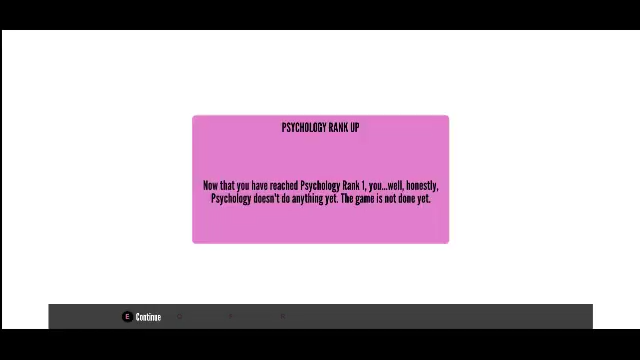 PSYCHOLOGY RANK UP
Now that you have reached Psychology Rank 1, you...well, honestly,
Psychology doesn't do anything yet. The game is not done yet.
E Continue